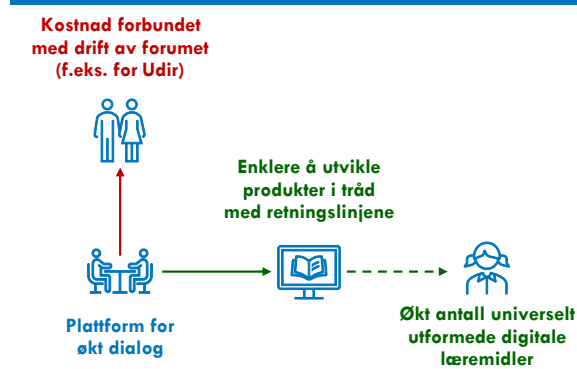 Kostnad forbundet
med drift av forumet
(f.eks. for Udir)
Enklere å utvikle
produkter i tråd
med retningslinjene
Plattform for
økt dialog
Økt antall universelt
utformede digitale
læremidler